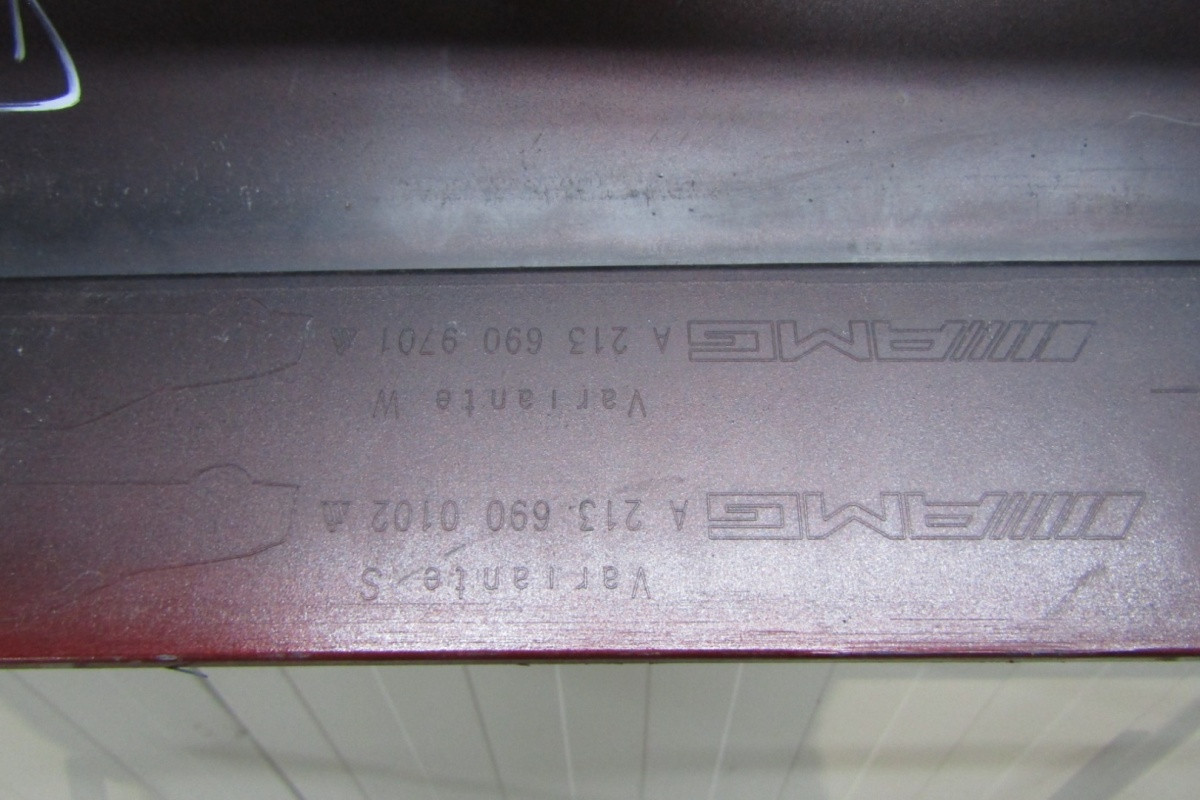 Variante S
AMG A 213 690 0102
Variante W
AMG A 213 690 9701